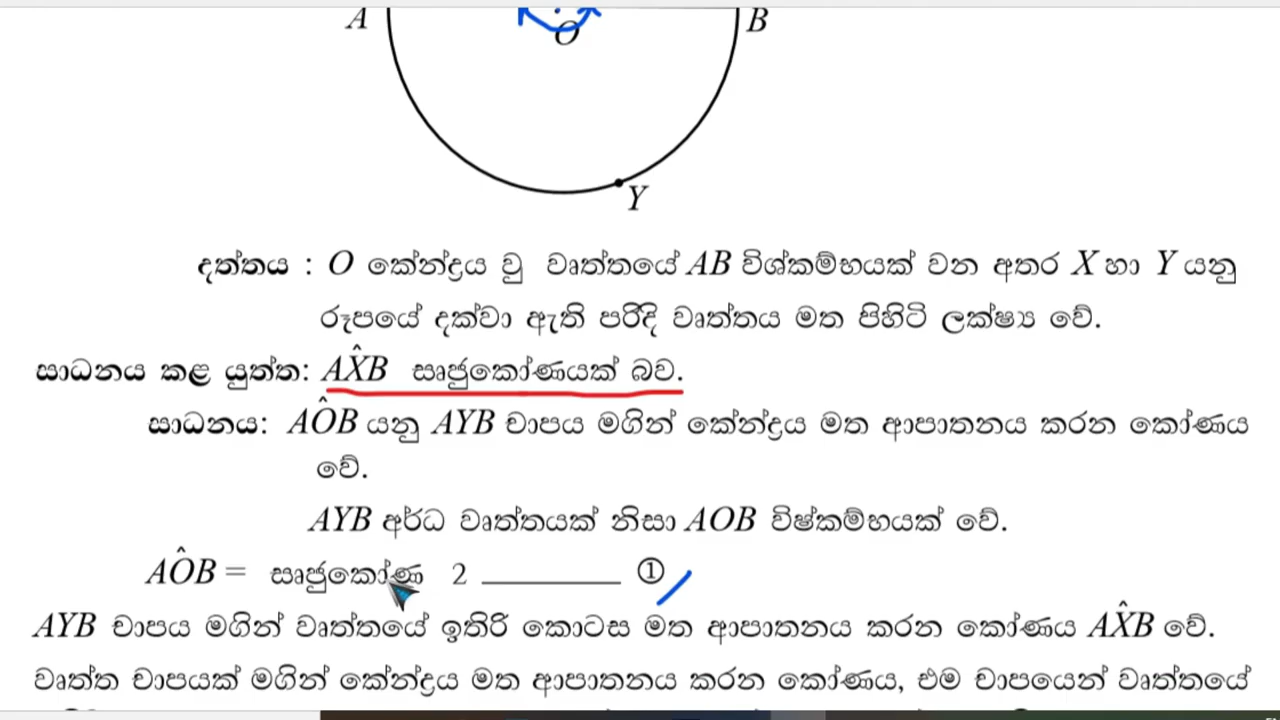 A
O
B
Y
දත්තය : O කේන්ද්‍රය වූ වෘත්තයේ AB විශ්කම්භයක් වන අතර X හා Y යනු
රූපයේ දක්වා ඇති පරිදි වෘත්තය මත පිහිටි ලක්ෂ්‍ය වේ.
සාධනය කළ යුත්ත: AX̂B සෘජුකෝණයක් බව.
සාධනය: AÔB යනු AYB චාපය මගින් කේන්ද්‍රය මත ආපාතනය කරන කෝණය
වේ.
AYB අර්ධ වෘත්තයක් නිසා AOB විෂ්කම්භයක් වේ.
AÔB = සෘජුකෝණ 2 ________ ①
AYB චාපය මගින් වෘත්තයේ ඉතිරි කොටස මත ආපාතනය කරන කෝණය AX̂B වේ.
වෘත්ත චාපයක් මගින් කේන්ද්‍රය මත ආපාතනය කරන කෝණය, එම චාපයෙන් වෘත්තයේ